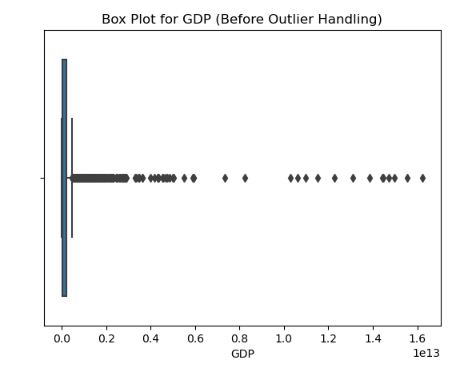 Box Plot for GDP (Before Outlier Handling)
0.0 0.2 0.4 0.6 0.8 1.0 1.2 1.4 1.6
GDP
1e13